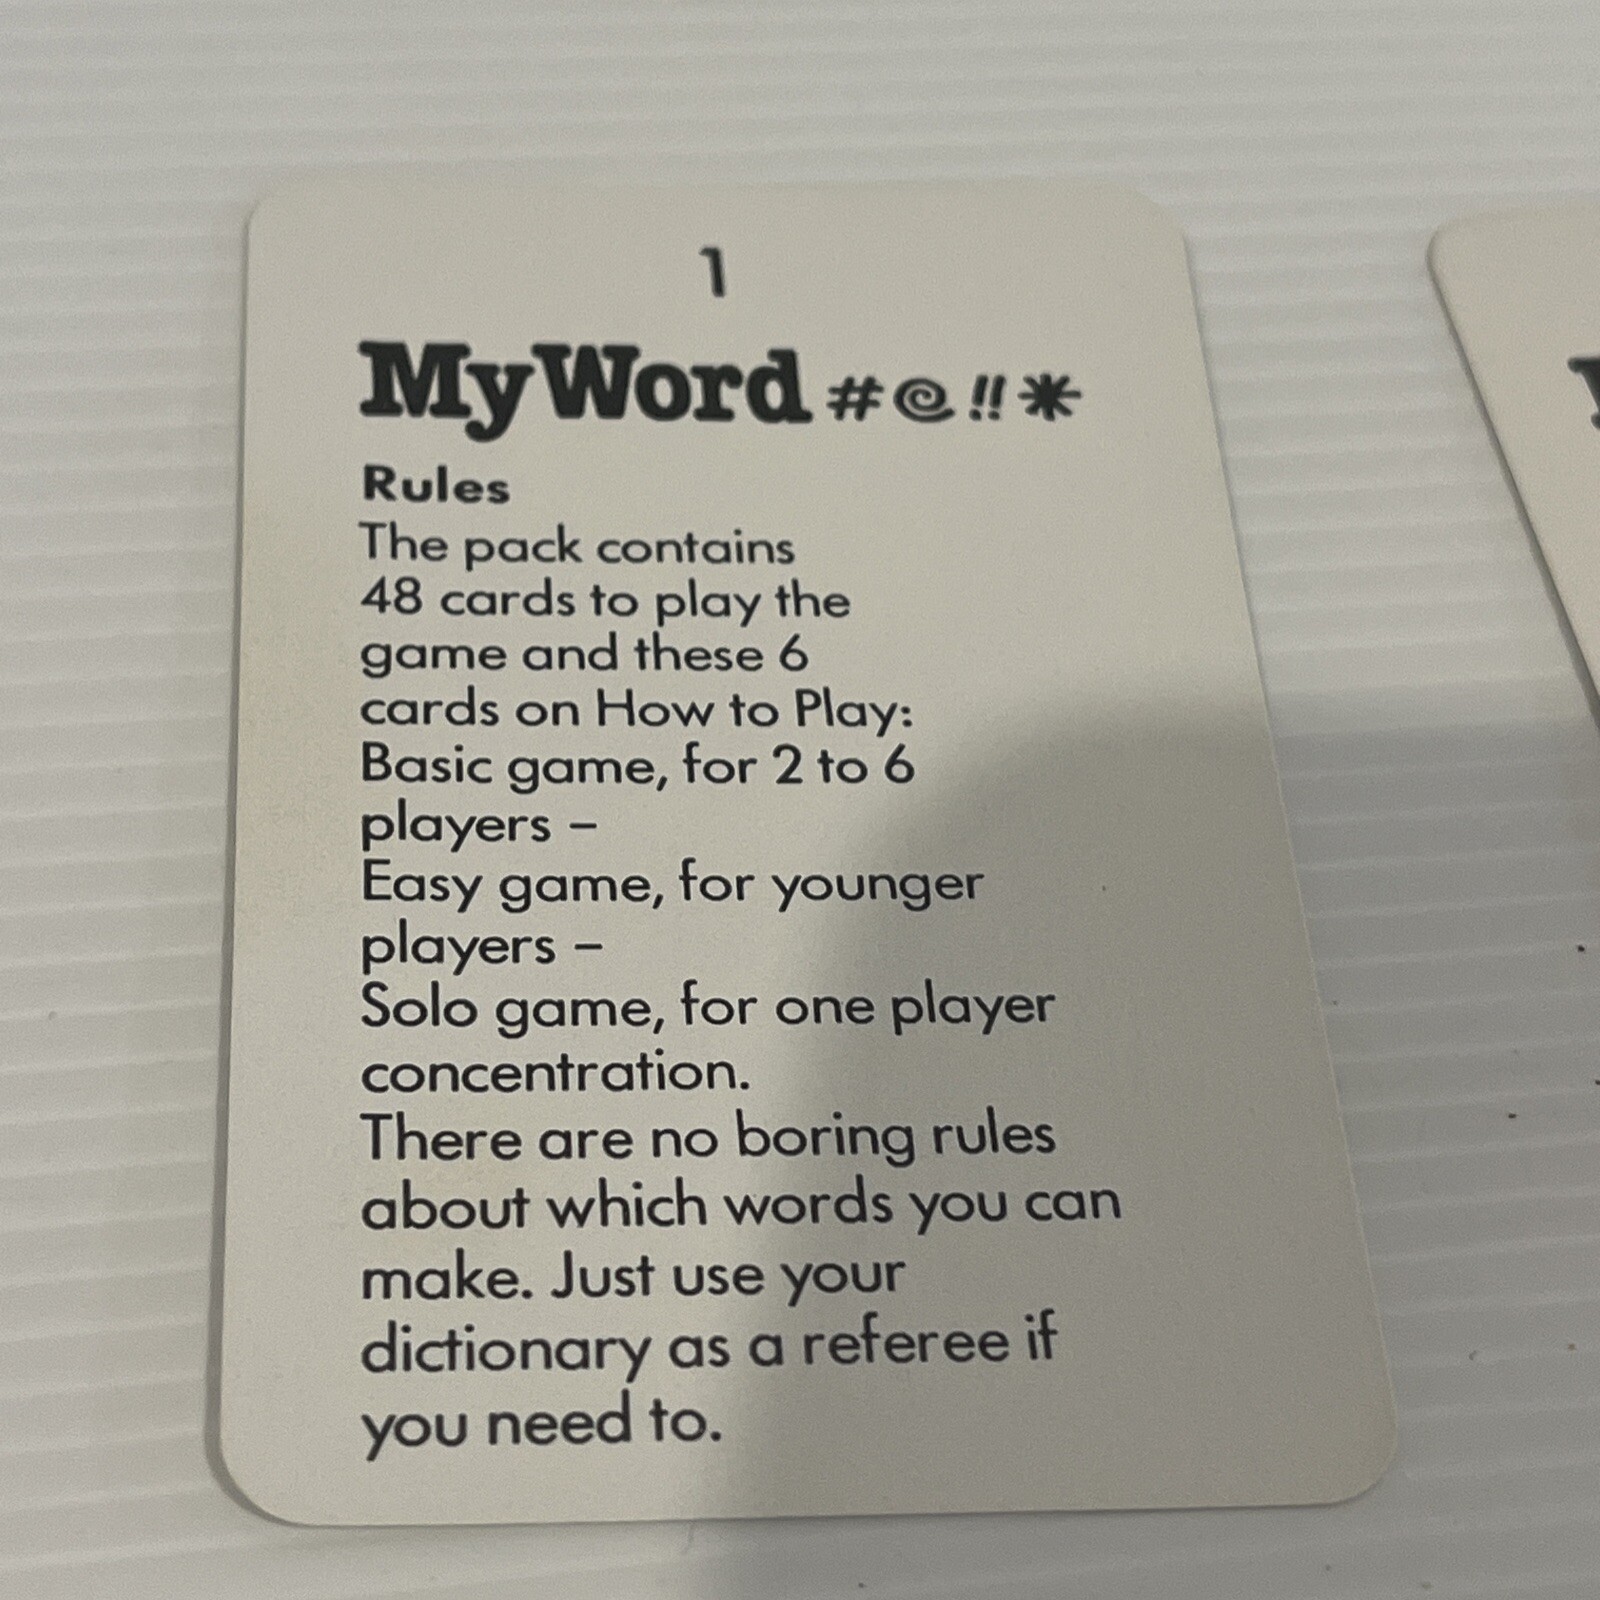 1
MyWord #@!!*
Rules
The pack contains
48 cards to play the
game and these 6
cards on How to Play:
Basic game, for 2 to 6
players –
Easy game, for younger
players –
Solo game, for one player
concentration.
There are no boring rules
about which words you can
make. Just use your
dictionary as a referee if
you need to.